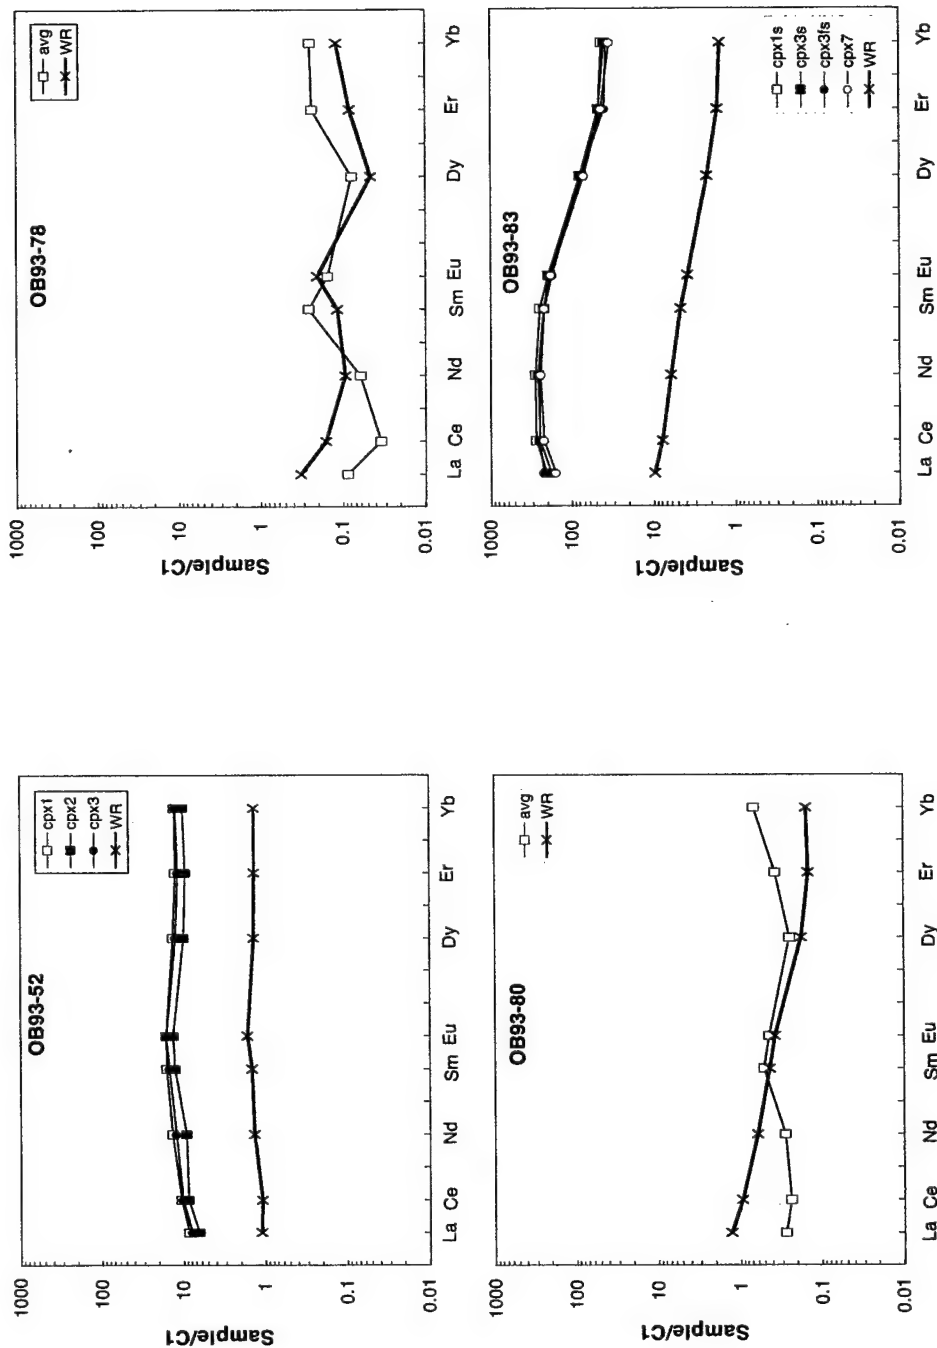 OB93-52
1000
100
10
1
0.1
0.01
Sample/C1
La Ce Nd Sm Eu Dy Er Yb
cpx1
cpx2
cpx3
WR
OB93-78
1000
100
10
1
0.1
0.01
Sample/C1
La Ce Nd Sm Eu Dy Er Yb
avg
WR
OB93-80
1000
100
10
1
0.1
0.01
Sample/C1
La Ce Nd Sm Eu Dy Er Yb
avg
WR
OB93-83
1000
100
10
1
0.1
0.01
Sample/C1
La Ce Nd Sm Eu Dy Er Yb
cpx1s
cpx3s
cpx3fs
cpx7
WR